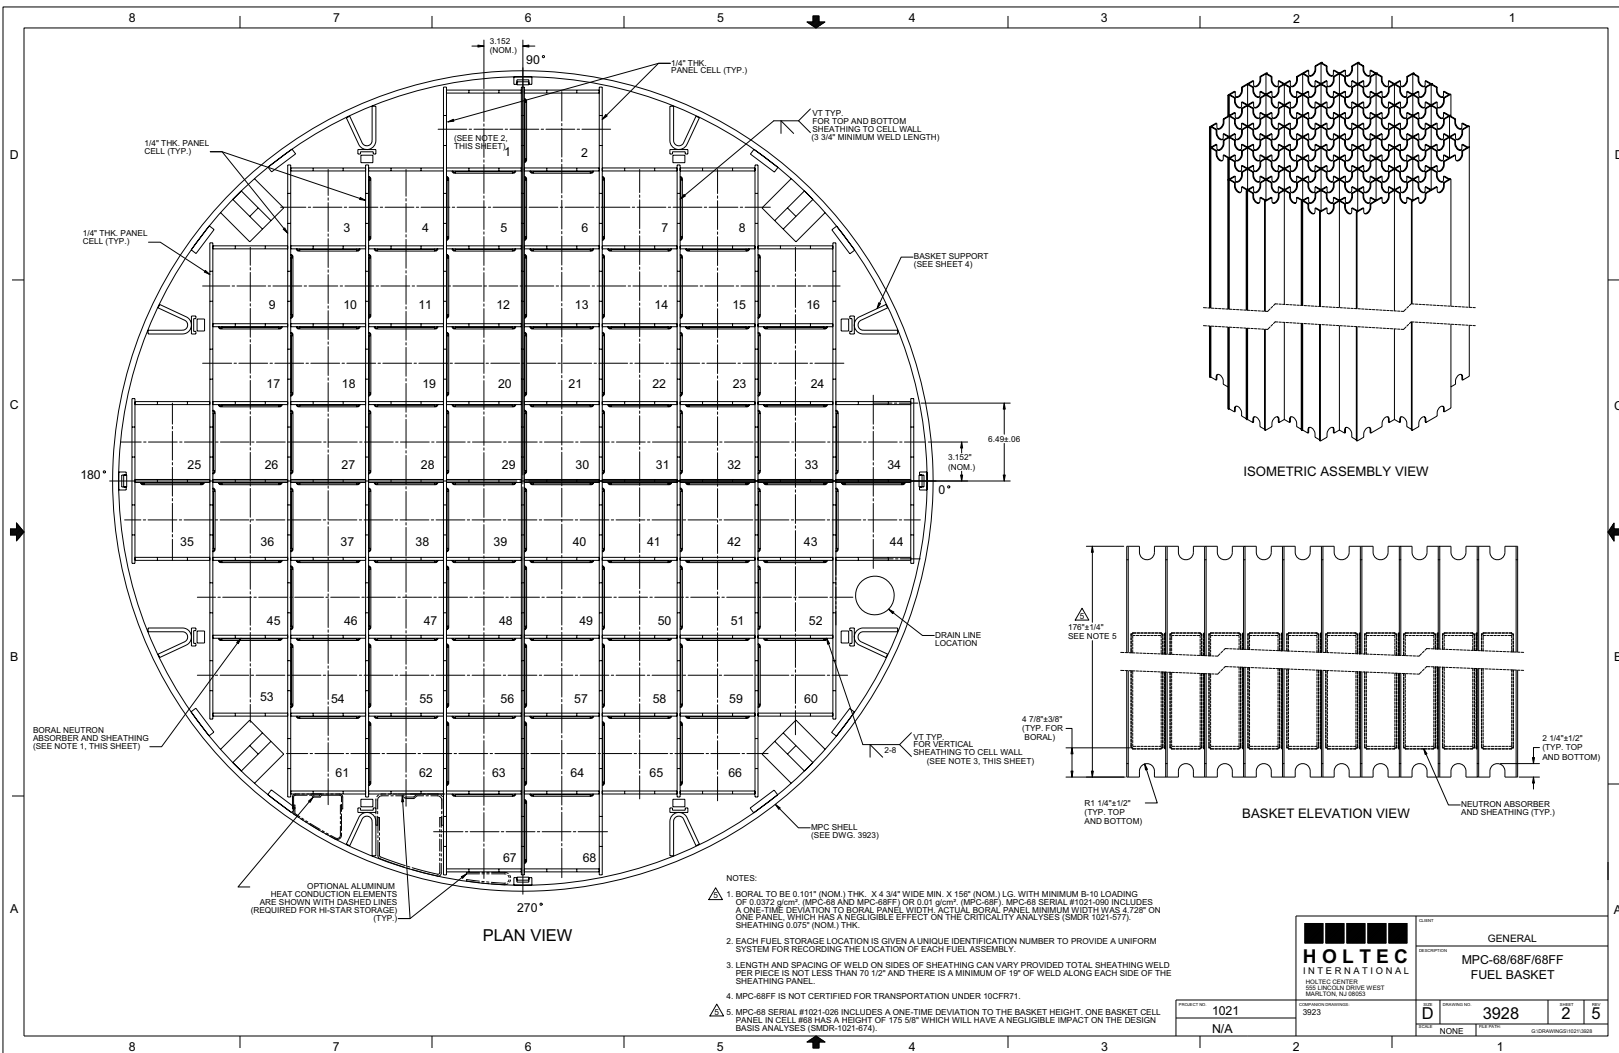 8 7 6 5 4 3 2 1
D
C
B
A
3.152
(NOM.)
90°
1/4" THK.
PANEL CELL (TYP.)
VT TYP.
FOR TOP AND BOTTOM
SHEATHING TO CELL WALL
(3 3/4" MINIMUM WELD LENGTH)
1/4" THK. PANEL
CELL (TYP.)
(SEE NOTE 2,
THIS SHEET)
1 2
3 4 5 6 7 8
1/4" THK. PANEL
CELL (TYP.)
BASKET SUPPORT
(SEE SHEET 4)
9 10 11 12 13 14 15 16
17 18 19 20 21 22 23 24
6.49±.06
3.152"
(NOM.)
25 26 27 28 29 30 31 32 33 34
180°
0°
35 36 37 38 39 40 41 42 43 44
45 46 47 48 49 50 51 52
DRAIN LINE
LOCATION
53 54 55 56 57 58 59 60
BORAL NEUTRON
ABSORBER AND SHEATHING
(SEE NOTE 1, THIS SHEET)
2-8
VT TYP.
FOR VERTICAL
SHEATHING TO CELL WALL
(SEE NOTE 3, THIS SHEET)
61 62 63 64 65 66
MPC SHELL
(SEE DWG. 3923)
67 68
OPTIONAL ALUMINUM
HEAT CONDUCTION ELEMENTS
ARE SHOWN WITH DASHED LINES
(REQUIRED FOR HI-STAR STORAGE)
(TYP.)
270°
PLAN VIEW
ISOMETRIC ASSEMBLY VIEW
5
176"±1/4"
SEE NOTE 5
4 7/8"±3/8"
(TYP. FOR
BORAL)
2 1/4"±1/2"
(TYP. TOP
AND BOTTOM)
R1 1/4"±1/2"
(TYP. TOP
AND BOTTOM)
NEUTRON ABSORBER
AND SHEATHING (TYP.)
BASKET ELEVATION VIEW
NOTES:
5 1. BORAL TO BE 0.101" (NOM.) THK. X 4 3/4" WIDE MIN. X 156" (NOM.) LG. WITH MINIMUM B-10 LOADING
OF 0.0372 g/cm². (MPC-68 AND MPC-68FF) OR 0.01 g/cm². (MPC-68F). MPC-68 SERIAL #1021-090 INCLUDES
A ONE-TIME DEVIATION TO BORAL PANEL WIDTH. ACTUAL BORAL PANEL MINIMUM WIDTH WAS 4.728" ON
ONE PANEL, WHICH HAS A NEGLIGIBLE EFFECT ON THE CRITICALITY ANALYSES (SMDR 1021-577).
SHEATHING 0.075" (NOM.) THK.
2. EACH FUEL STORAGE LOCATION IS GIVEN A UNIQUE IDENTIFICATION NUMBER TO PROVIDE A UNIFORM
SYSTEM FOR RECORDING THE LOCATION OF EACH FUEL ASSEMBLY.
3. LENGTH AND SPACING OF WELD ON SIDES OF SHEATHING CAN VARY PROVIDED TOTAL SHEATHING WELD
PER PIECE IS NOT LESS THAN 70 1/2" AND THERE IS A MINIMUM OF 19" OF WELD ALONG EACH SIDE OF THE
SHEATHING PANEL.
4. MPC-68FF IS NOT CERTIFIED FOR TRANSPORTATION UNDER 10CFR71.
5 5. MPC-68 SERIAL #1021-026 INCLUDES A ONE-TIME DEVIATION TO THE BASKET HEIGHT. ONE BASKET CELL
PANEL IN CELL #68 HAS A HEIGHT OF 175 5/8" WHICH WILL HAVE A NEGLIGIBLE IMPACT ON THE DESIGN
BASIS ANALYSES (SMDR-1021-674).
HOLTEC
INTERNATIONAL
HOLTEC CENTER
555 LINCOLN DRIVE WEST
MARLTON, NJ 08053
CLIENT
GENERAL
DESCRIPTION
MPC-68/68F/68FF
FUEL BASKET
PROJECT NO.
1021
N/A
COMPANION DRAWINGS
3923
SIZE
D
DRAWING NO.
3928
SHEET
2
REV
5
SCALE
NONE
FILE PATH
G:\DRAWINGS\1021\3928
8 7 6 5 4 3 2 1